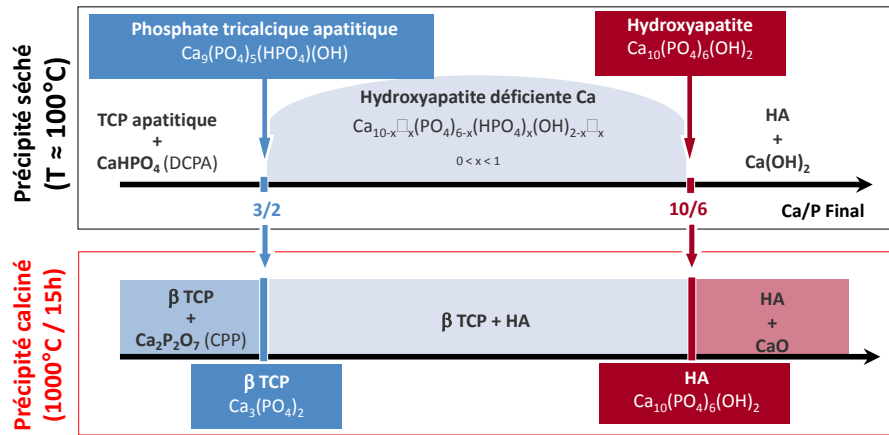 Précipité séché
(T ≈ 100°C)
Phosphate tricalcique apatitique
Ca₉(PO₄)₅(HPO₄)(OH)
Hydroxyapatite
Ca₁₀(PO₄)₆(OH)₂
TCP apatitique
+
CaHPO₄ (DCPA)
Hydroxyapatite déficiente Ca
Ca₁₀₋ₓ□ₓ(PO₄)₆₋ₓ(HPO₄)ₓ(OH)₂₋ₓ□ₓ
0 < x < 1
HA
+
Ca(OH)₂
3/2
10/6
Ca/P Final
Précipité calciné
(1000°C / 15h)
β TCP
+
Ca₂P₂O₇ (CPP)
β TCP + HA
HA
+
CaO
β TCP
Ca₃(PO₄)₂
HA
Ca₁₀(PO₄)₆(OH)₂